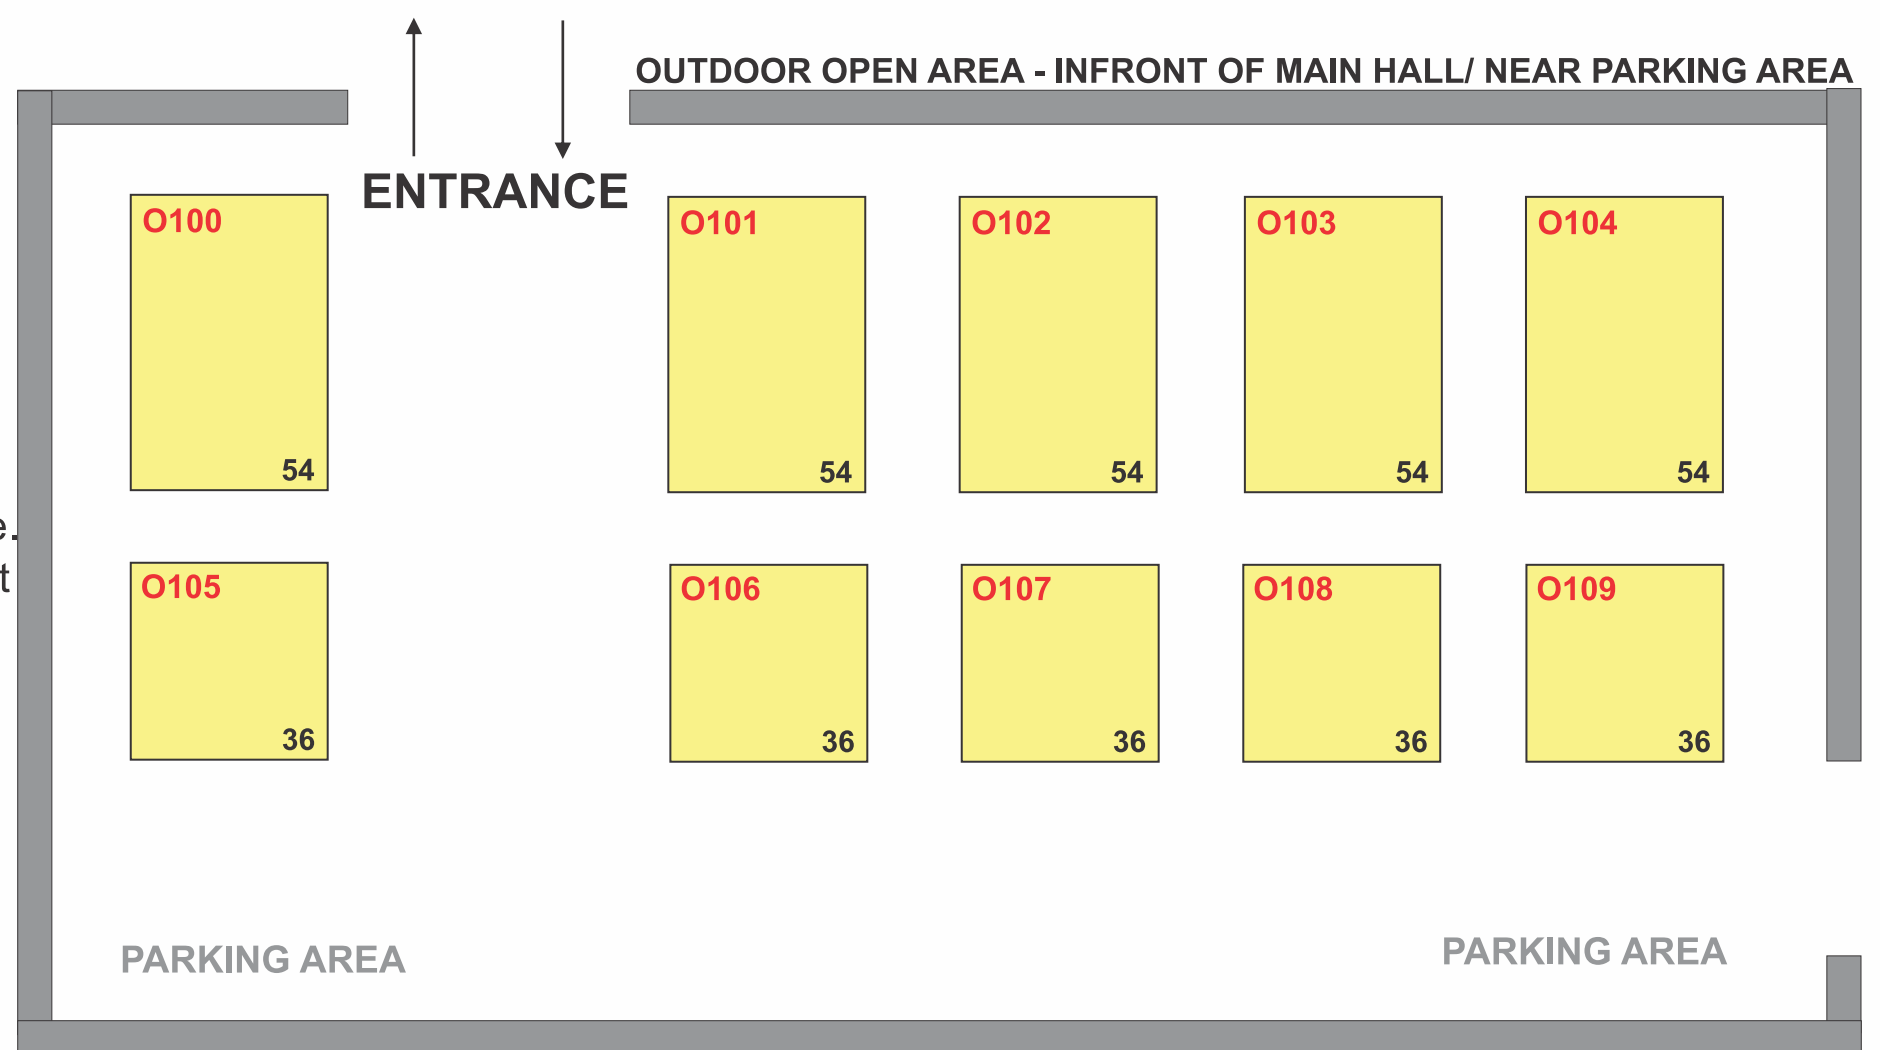 OUTDOOR OPEN AREA - INFRONT OF MAIN HALL/ NEAR PARKING AREA
ENTRANCE
O100
O101
O102
O103
O104
54
54
54
54
54
e.
t
O105
O106
O107
O108
O109
36
36
36
36
36
PARKING AREA
PARKING AREA